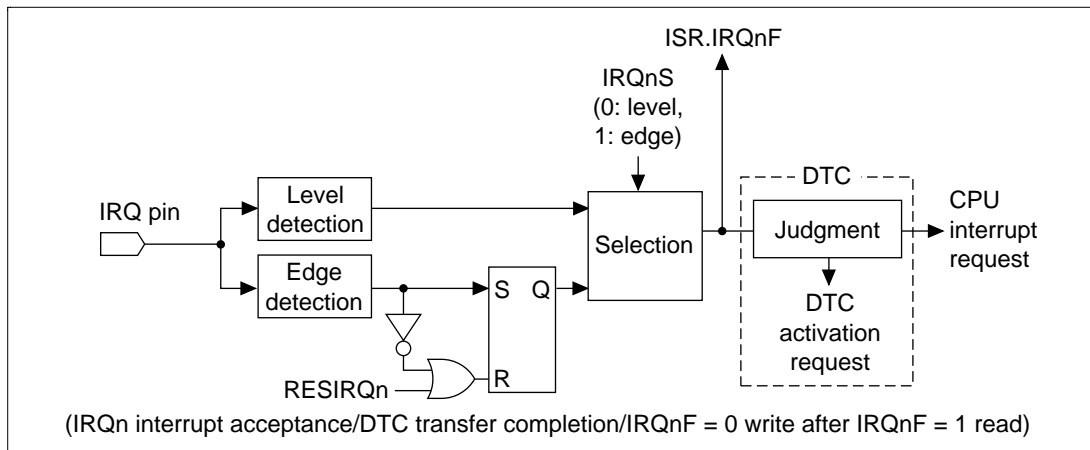 ISR.IRQnF
IRQnS
(0: level,
1: edge)
DTC
Level
detection
IRQ pin
CPU
interrupt
request
Selection
Judgment
Edge
detection
S Q
DTC
activation
request
R
RESIRQn
(IRQn interrupt acceptance/DTC transfer completion/IRQnF = 0 write after IRQnF = 1 read)